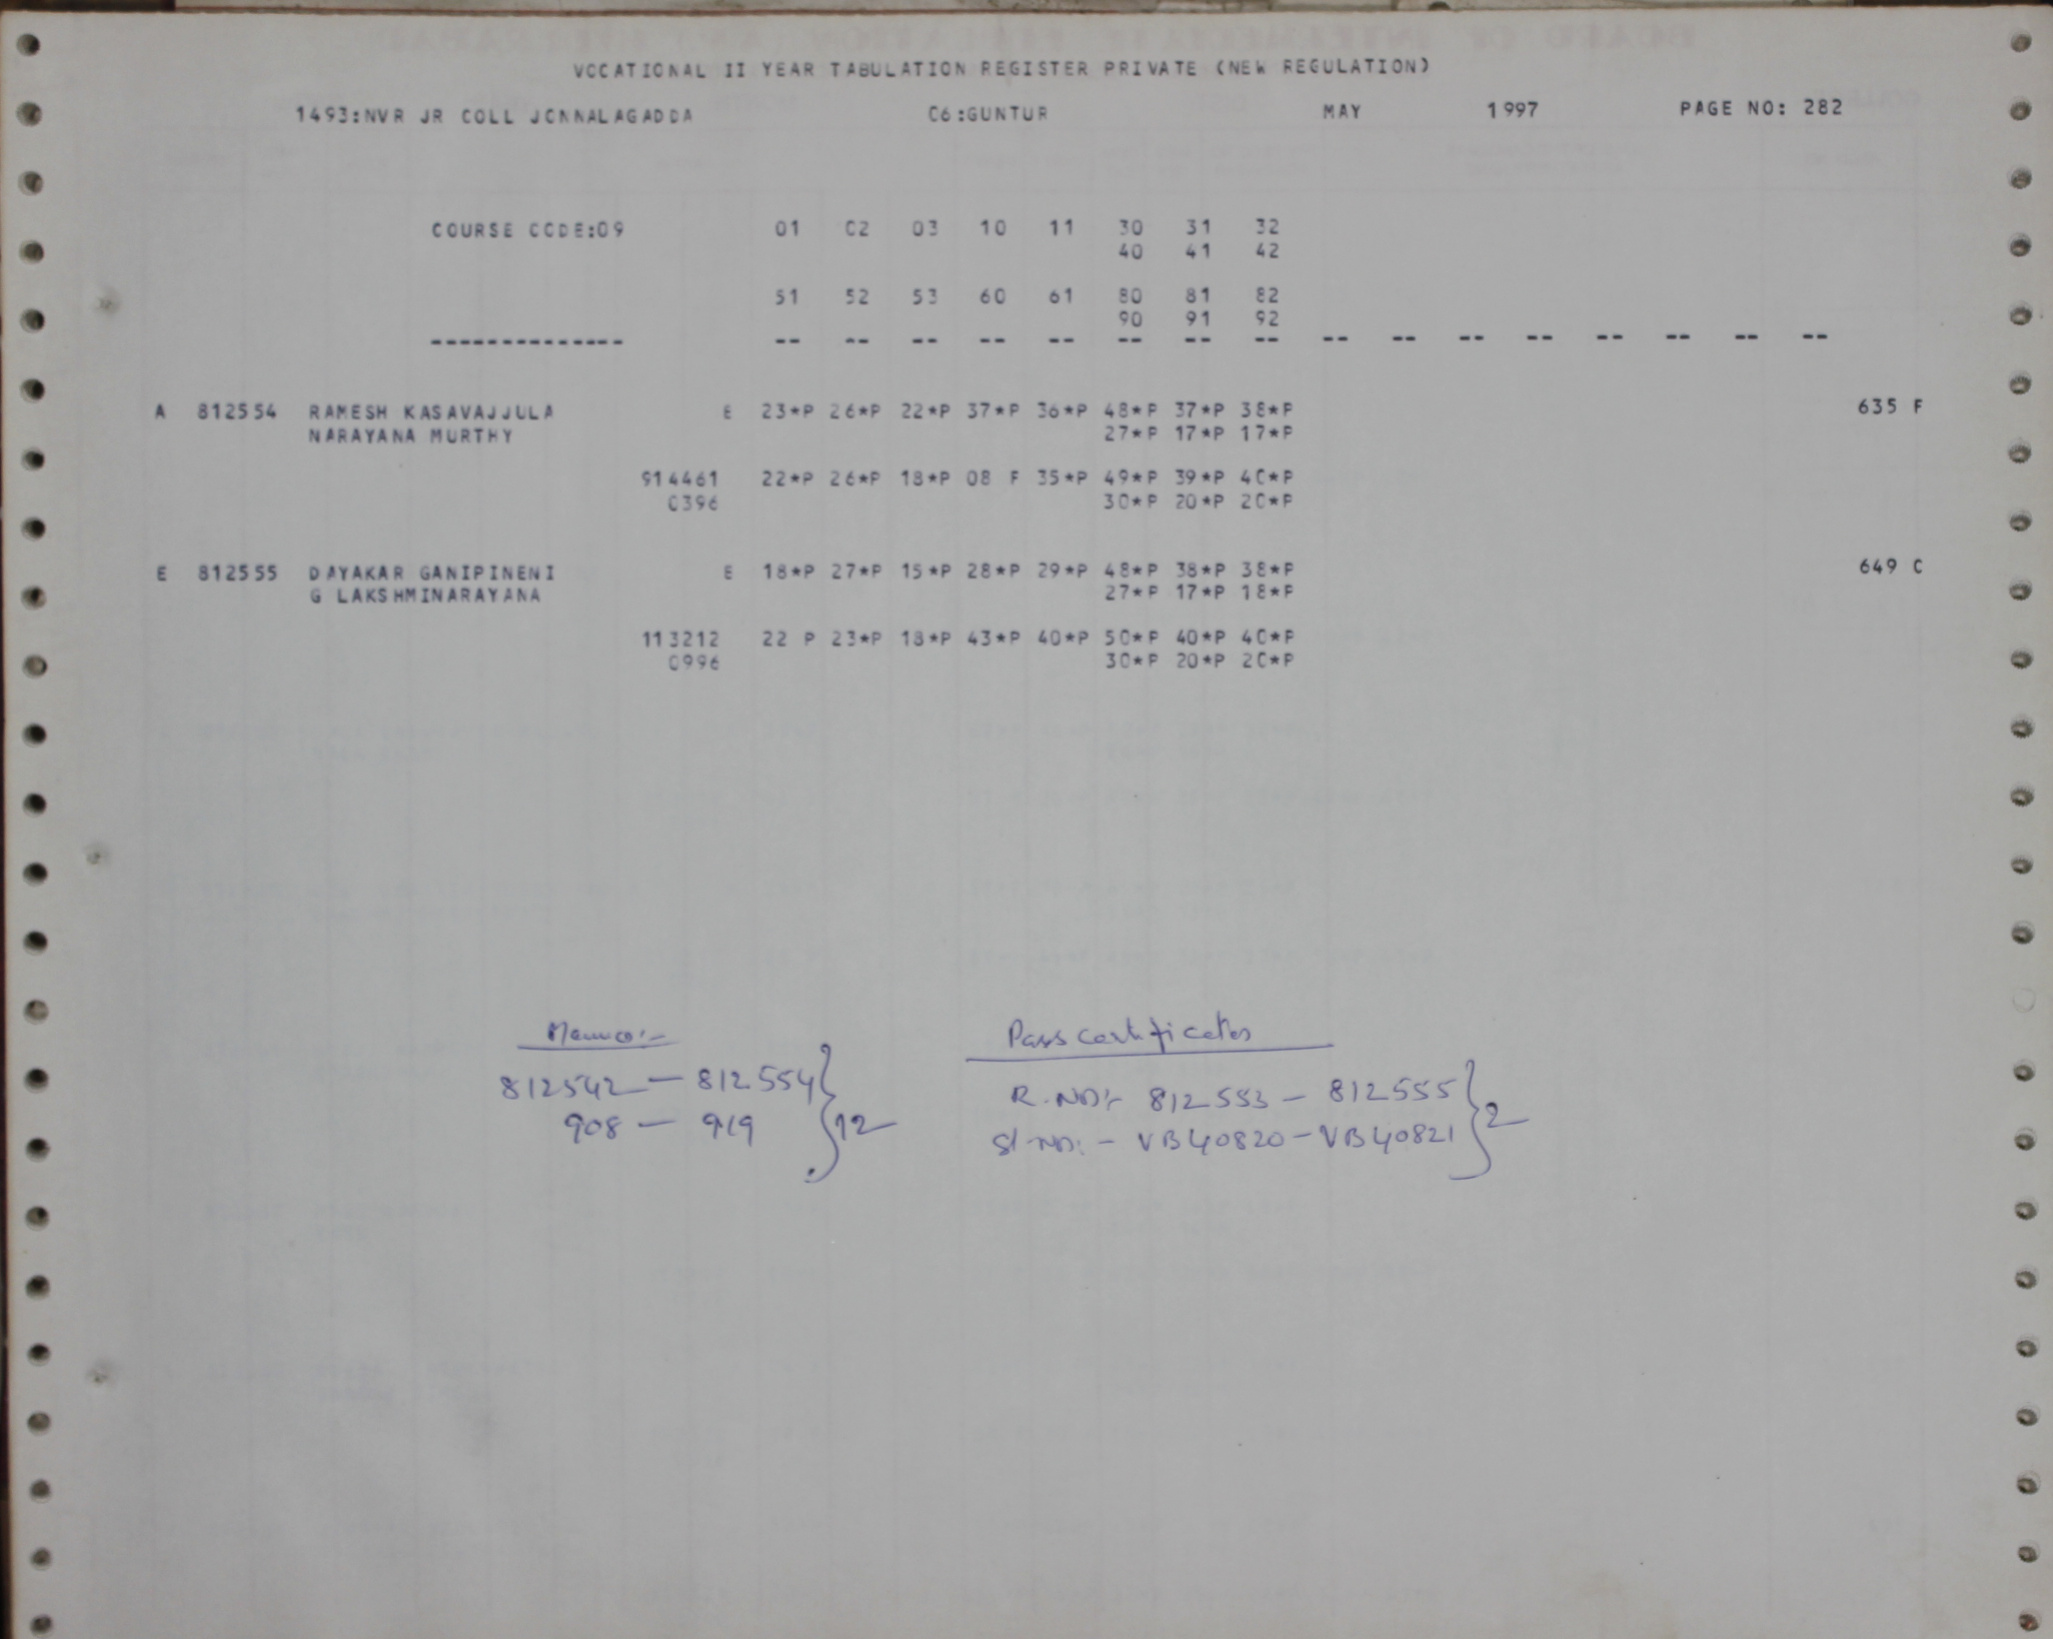 VOCATIONAL II YEAR TABULATION REGISTER PRIVATE (NEW REGULATION)
1493:NVR JR COLL JONNALAGADDA C6:GUNTUR MAY 1997 PAGE NO: 282
COURSE CODE:09 01 02 03 10 11 30 31 32
40 41 42
51 52 53 60 61 80 81 82
90 91 92
-------------- -- -- -- -- -- -- -- -- -- -- -- -- -- -- -- --
A 812554 RAMESH KASAVAJJULA E 23*P 26*P 22*P 37*P 36*P 48*P 37*P 38*P 635 F
NARAYANA MURTHY 27*P 17*P 17*P
914461 22*P 26*P 18*P 08 F 35*P 49*P 39*P 40*P
0396 30*P 20*P 20*P
E 812555 DAYAKAR GANIPINENI E 18*P 27*P 15*P 28*P 29*P 48*P 38*P 38*P 649 C
G LAKSHMINARAYANA 27*P 17*P 18*P
113212 22 P 23*P 18*P 43*P 40*P 50*P 40*P 40*P
0996 30*P 20*P 20*P
Memo:- Pass certificates
812542 - 812554 } 12 R.NO:- 812553 - 812555 } 2
908 - 919 Sl.No:- VB40820-VB40821